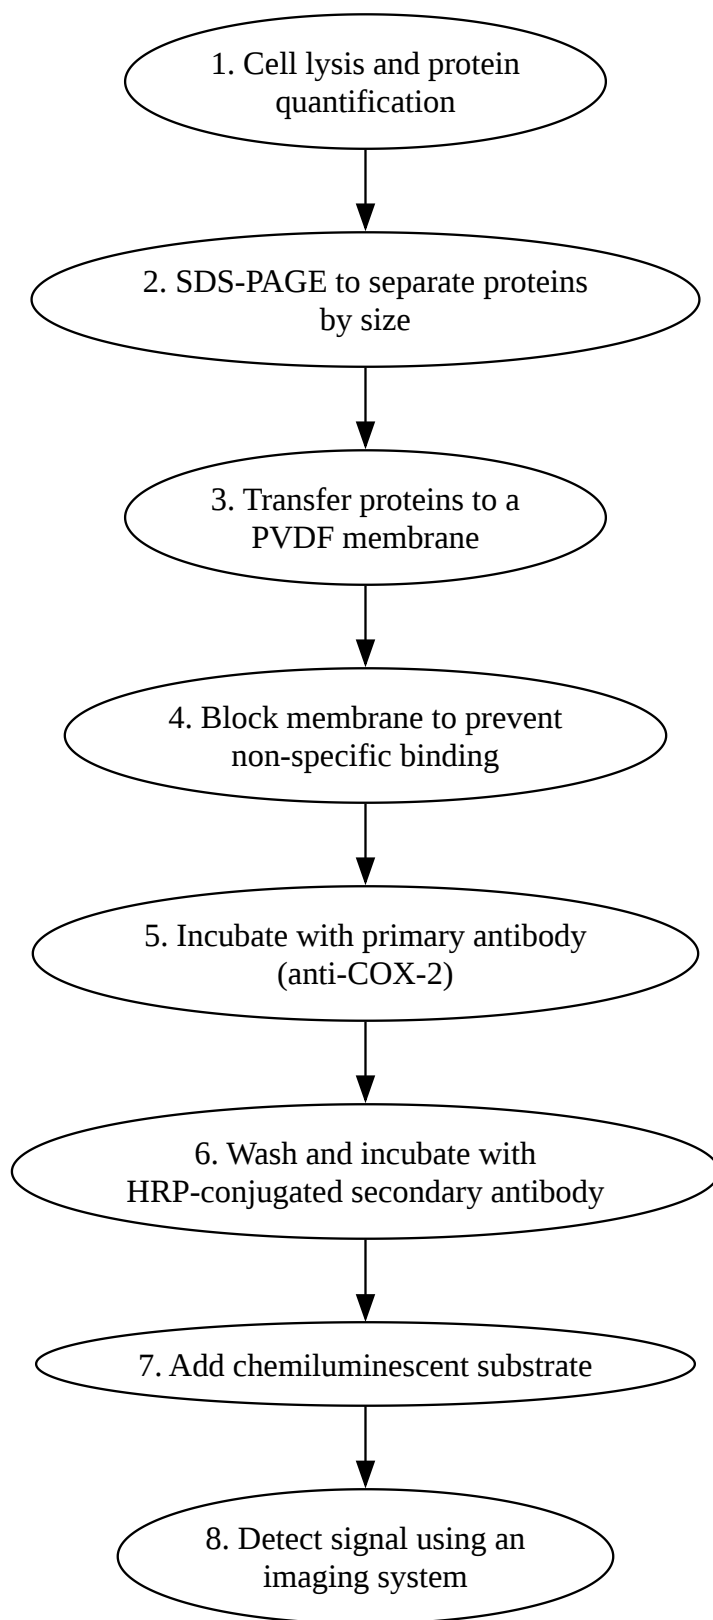 1. Cell lysis and protein
quantification
2. SDS-PAGE to separate proteins
by size
3. Transfer proteins to a
PVDF membrane
4. Block membrane to prevent
non-specific binding
5. Incubate with primary antibody
(anti-COX-2)
6. Wash and incubate with
HRP-conjugated secondary antibody
7. Add chemiluminescent substrate
8. Detect signal using an
imaging system